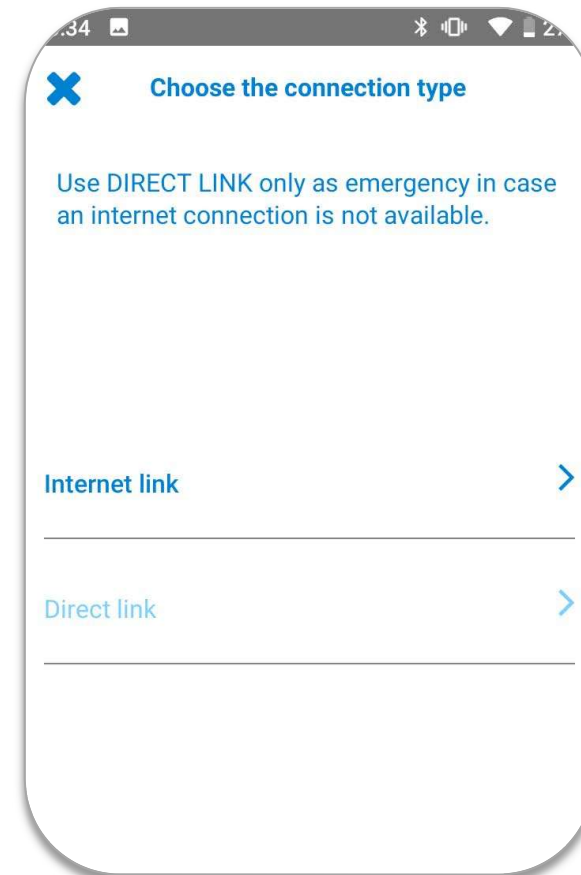 :34
Choose the connection type
Use DIRECT LINK only as emergency in case
an internet connection is not available.
Internet link
Direct link